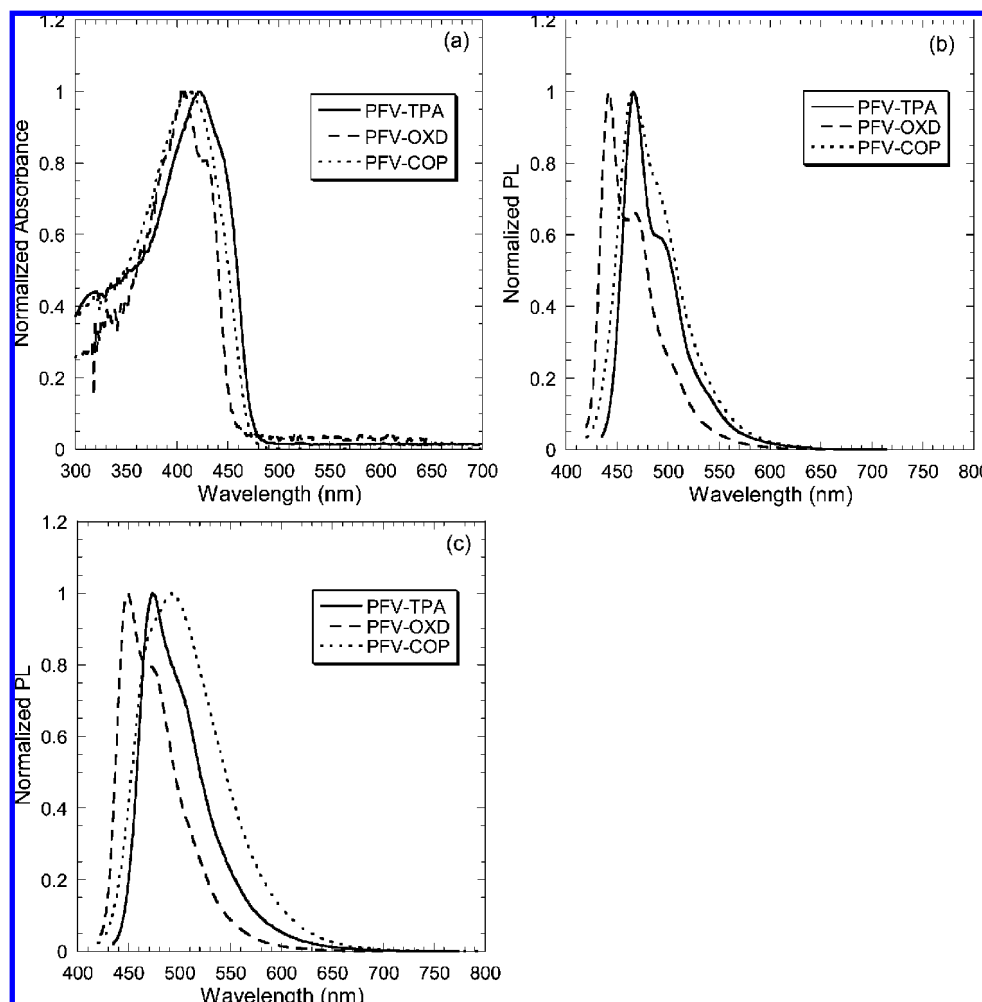 (a)
1.2
1
0.8
0.6
0.4
0.2
0
Normalized Absorbance
PFV-TPA
PFV-OXD
PFV-COP
300 350 400 450 500 550 600 650 700
Wavelength (nm)
(b)
1.2
1
0.8
0.6
0.4
0.2
0
Normalized PL
PFV-TPA
PFV-OXD
PFV-COP
400 450 500 550 600 650 700 750 800
Wavelength (nm)
(c)
1.2
1
0.8
0.6
0.4
0.2
0
Normalized PL
PFV-TPA
PFV-OXD
PFV-COP
400 450 500 550 600 650 700 750 800
Wavelength (nm)